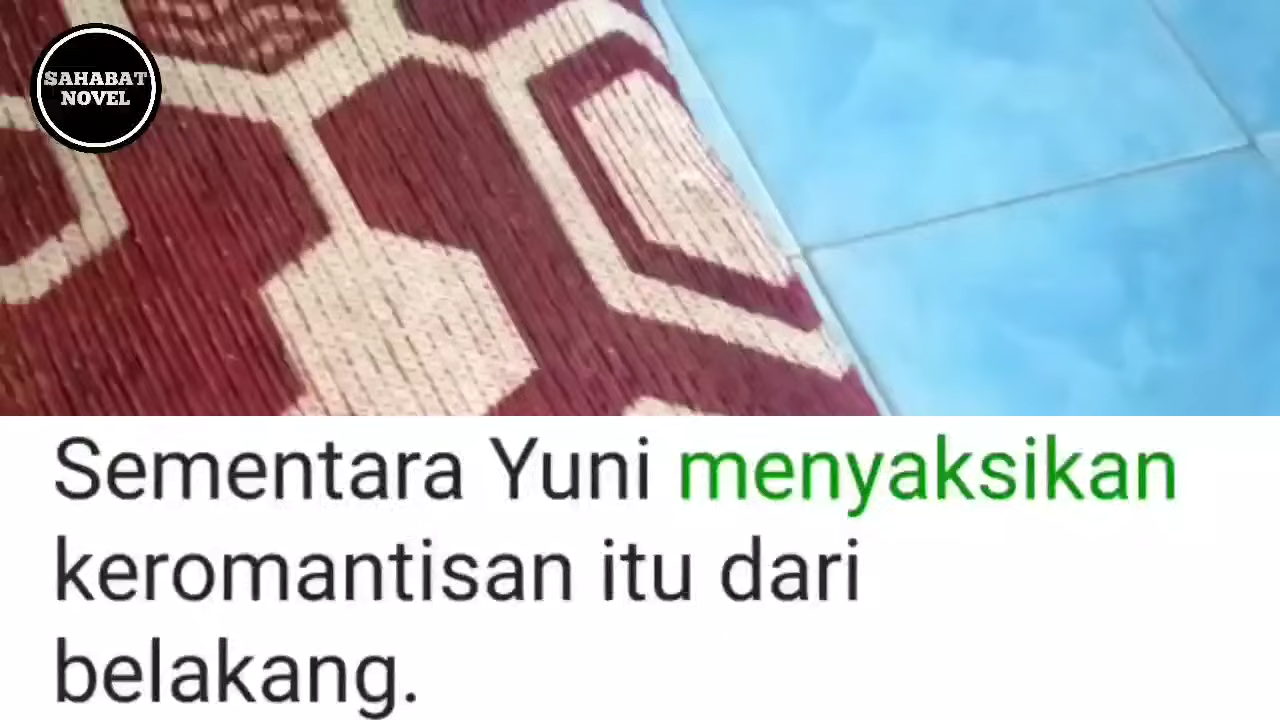 SAHABAT
NOVEL
Sementara Yuni menyaksikan
keromantisan itu dari
belakang.